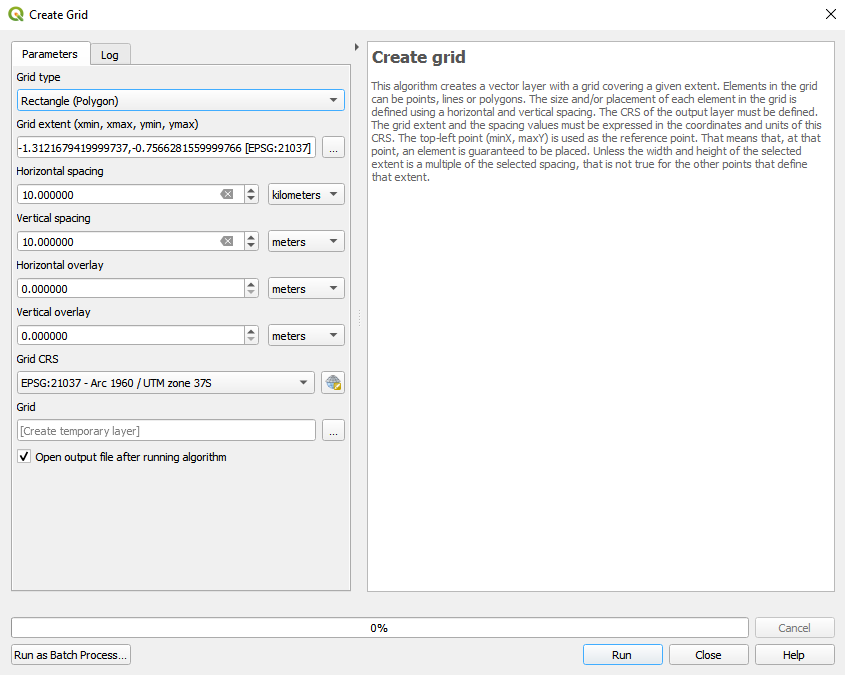 Create Grid
Parameters
Log
Grid type
Rectangle (Polygon)
Grid extent (xmin, xmax, ymin, ymax)
-1.3121679419999737,-0.7566281559999766 [EPSG:21037]
...
Horizontal spacing
10.000000
kilometers
Vertical spacing
10.000000
meters
Horizontal overlay
0.000000
meters
Vertical overlay
0.000000
meters
Grid CRS
EPSG:21037 - Arc 1960 / UTM zone 37S
Grid
[Create temporary layer]
...
Open output file after running algorithm
Create grid
This algorithm creates a vector layer with a grid covering a given extent. Elements in the grid
can be points, lines or polygons. The size and/or placement of each element in the grid is
defined using a horizontal and vertical spacing. The CRS of the output layer must be defined.
The grid extent and the spacing values must be expressed in the coordinates and units of this
CRS. The top-left point (minX, maxY) is used as the reference point. That means that, at that
point, an element is guaranteed to be placed. Unless the width and height of the selected
extent is a multiple of the selected spacing, that is not true for the other points that define
that extent.
0%
Cancel
Run as Batch Process...
Run
Close
Help